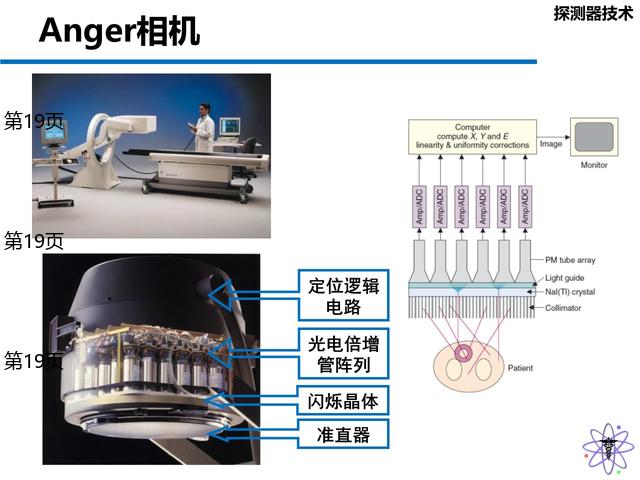 探测器技术
Anger相机
第19页
第19页
第19页
定位逻辑
电路
光电倍增
管阵列
闪烁晶体
准直器
Computer
compute X, Y and E
linearity & uniformity corrections
Image
Monitor
Amp/ADC
Amp/ADC
Amp/ADC
Amp/ADC
Amp/ADC
Amp/ADC
PM tube array
Light guide
NaI(Tl) crystal
Collimator
Patient